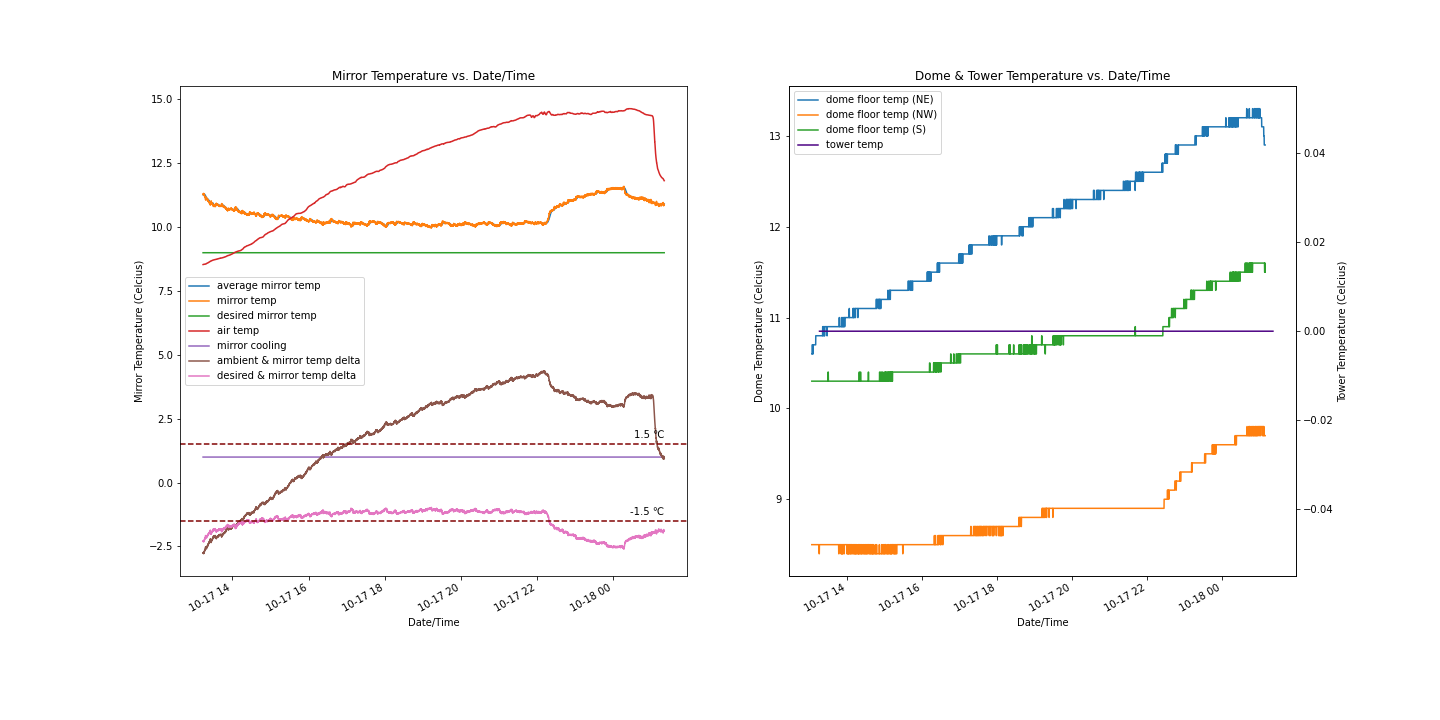 Mirror Temperature vs. Date/Time
15.0
12.5
10.0
7.5
5.0
2.5
0.0
−2.5
Mirror Temperature (Celcius)
average mirror temp
mirror temp
desired mirror temp
air temp
mirror cooling
ambient & mirror temp delta
desired & mirror temp delta
1.5 °C
-1.5 °C
10-17 14
10-17 16
10-17 18
10-17 20
10-17 22
10-18 00
Date/Time
Dome & Tower Temperature vs. Date/Time
dome floor temp (NE)
dome floor temp (NW)
dome floor temp (S)
tower temp
13
12
11
10
9
Dome Temperature (Celcius)
0.04
0.02
0.00
−0.02
−0.04
Tower Temperature (Celcius)
10-17 14
10-17 16
10-17 18
10-17 20
10-17 22
10-18 00
Date/Time